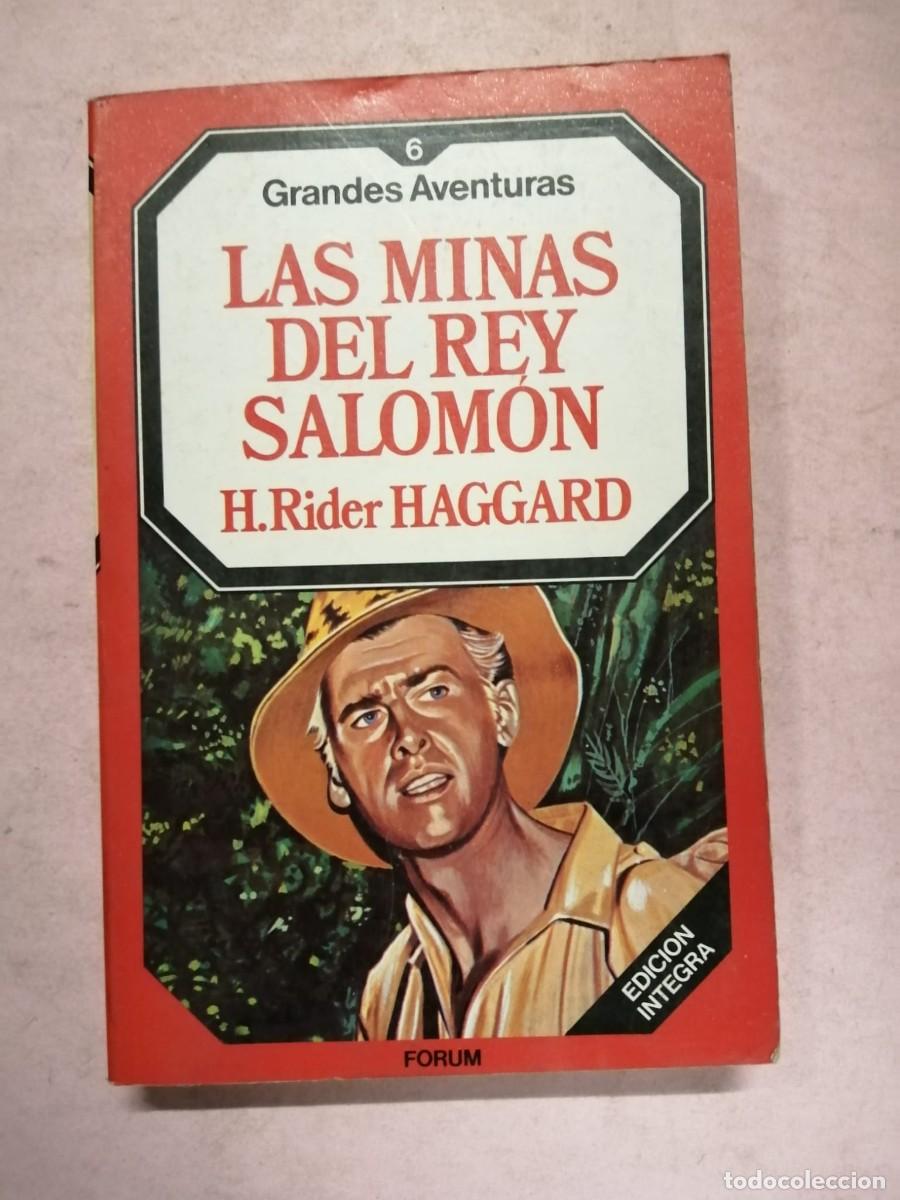 6
Grandes Aventuras
LAS MINAS
DEL REY
SALOMÓN
H.Rider HAGGARD
EDICION
INTEGRA
FORUM
todocoleccion